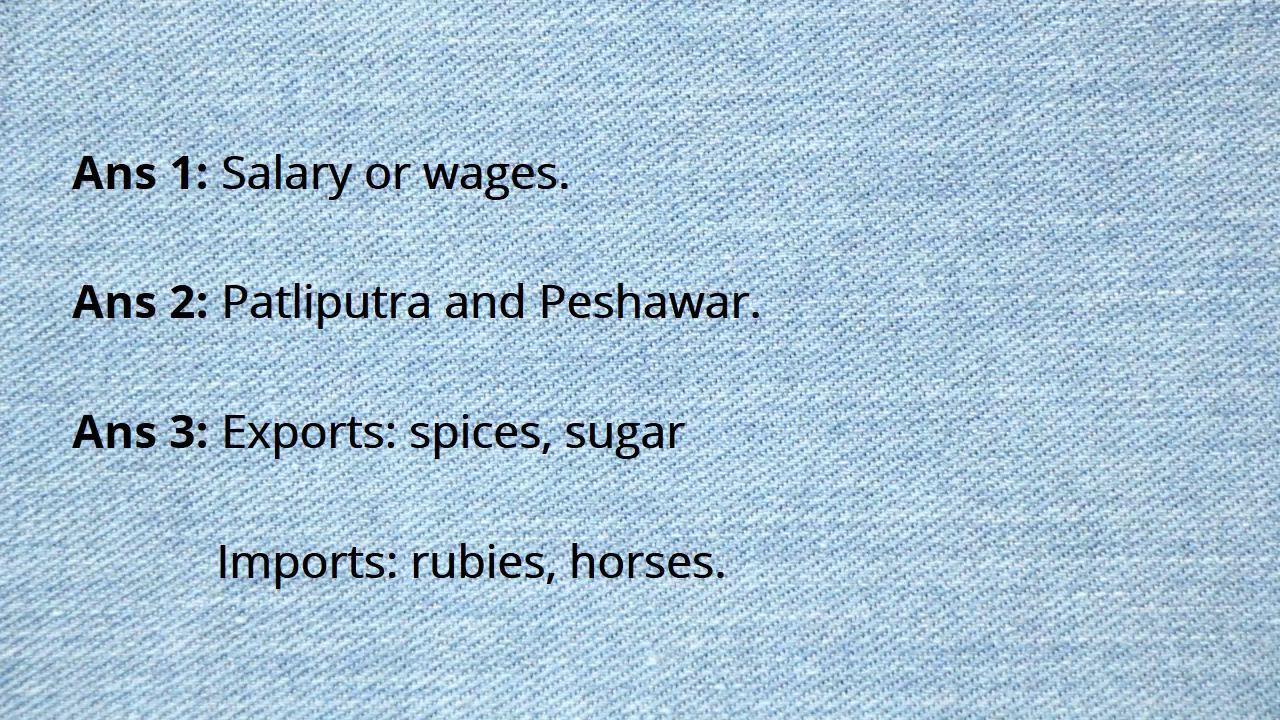 Ans 1: Salary or wages.
Ans 2: Patliputra and Peshawar.
Ans 3: Exports: spices, sugar
Imports: rubies, horses.